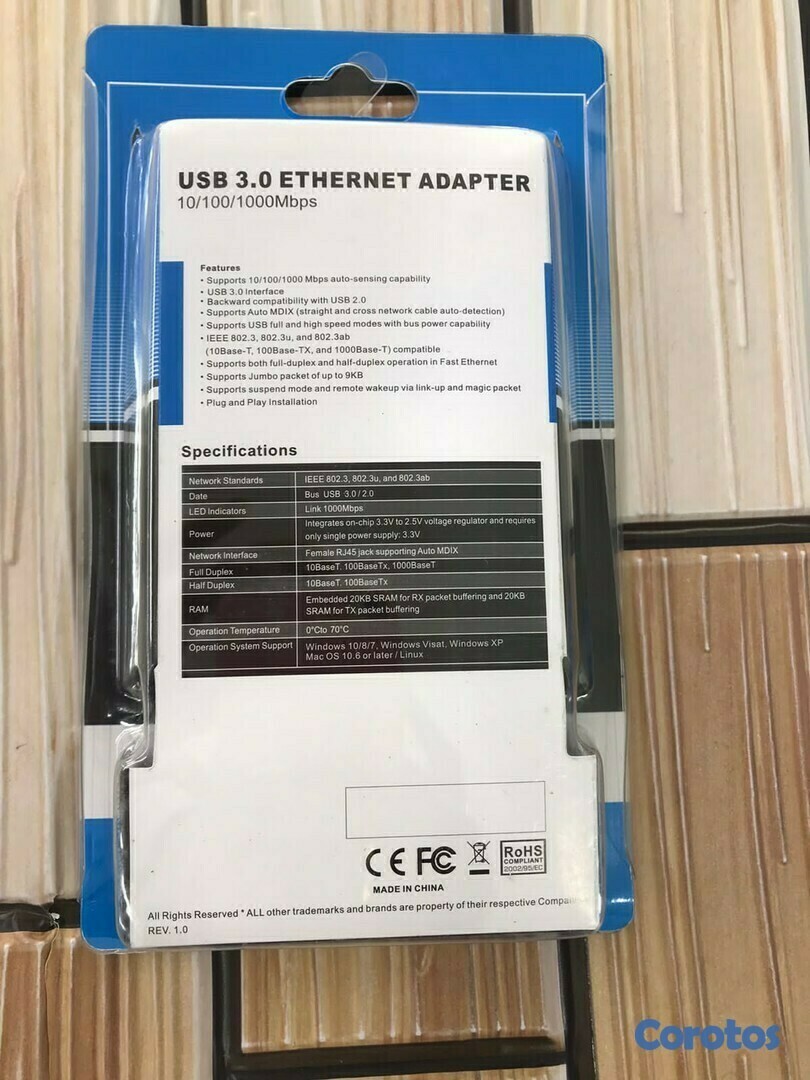 USB 3.0 ETHERNET ADAPTER
10/100/1000Mbps
Features
• Supports 10/100/1000 Mbps auto-sensing capability
• USB 3.0 Interface
• Backward compatibility with USB 2.0
• Supports Auto MDIX (straight and cross network cable auto-detection)
• Supports USB full and high speed modes with bus power capability
• IEEE 802.3, 802.3u, and 802.3ab
(10Base-T, 100Base-TX, and 1000Base-T) compatible
• Supports both full-duplex and half-duplex operation in Fast Ethernet
• Supports Jumbo packet of up to 9KB
• Supports suspend mode and remote wakeup via link-up and magic packet
• Plug and Play Installation
Specifications
Network Standards IEEE 802.3, 802.3u, and 802.3ab
Date Bus USB 3.0 / 2.0
LED Indicators Link 1000Mbps
Power Integrates on-chip 3.3V to 2.5V voltage regulator and requires
only single power supply: 3.3V
Network Interface Female RJ45 jack supporting Auto MDIX
Full Duplex 10BaseT. 100BaseTx, 1000BaseT
Half Duplex 10BaseT. 100BaseTx
RAM Embedded 20KB SRAM for RX packet buffering and 20KB
SRAM for TX packet buffering
Operation Temperature 0°Cto 70°C
Operation System Support Windows 10/8/7, Windows Visat, Windows XP
Mac OS 10.6 or later / Linux
CE FC RoHS
COMPLIANT
2002/95/EC
MADE IN CHINA
All Rights Reserved * ALL other trademarks and brands are property of their respective
REV. 1.0
Corotos